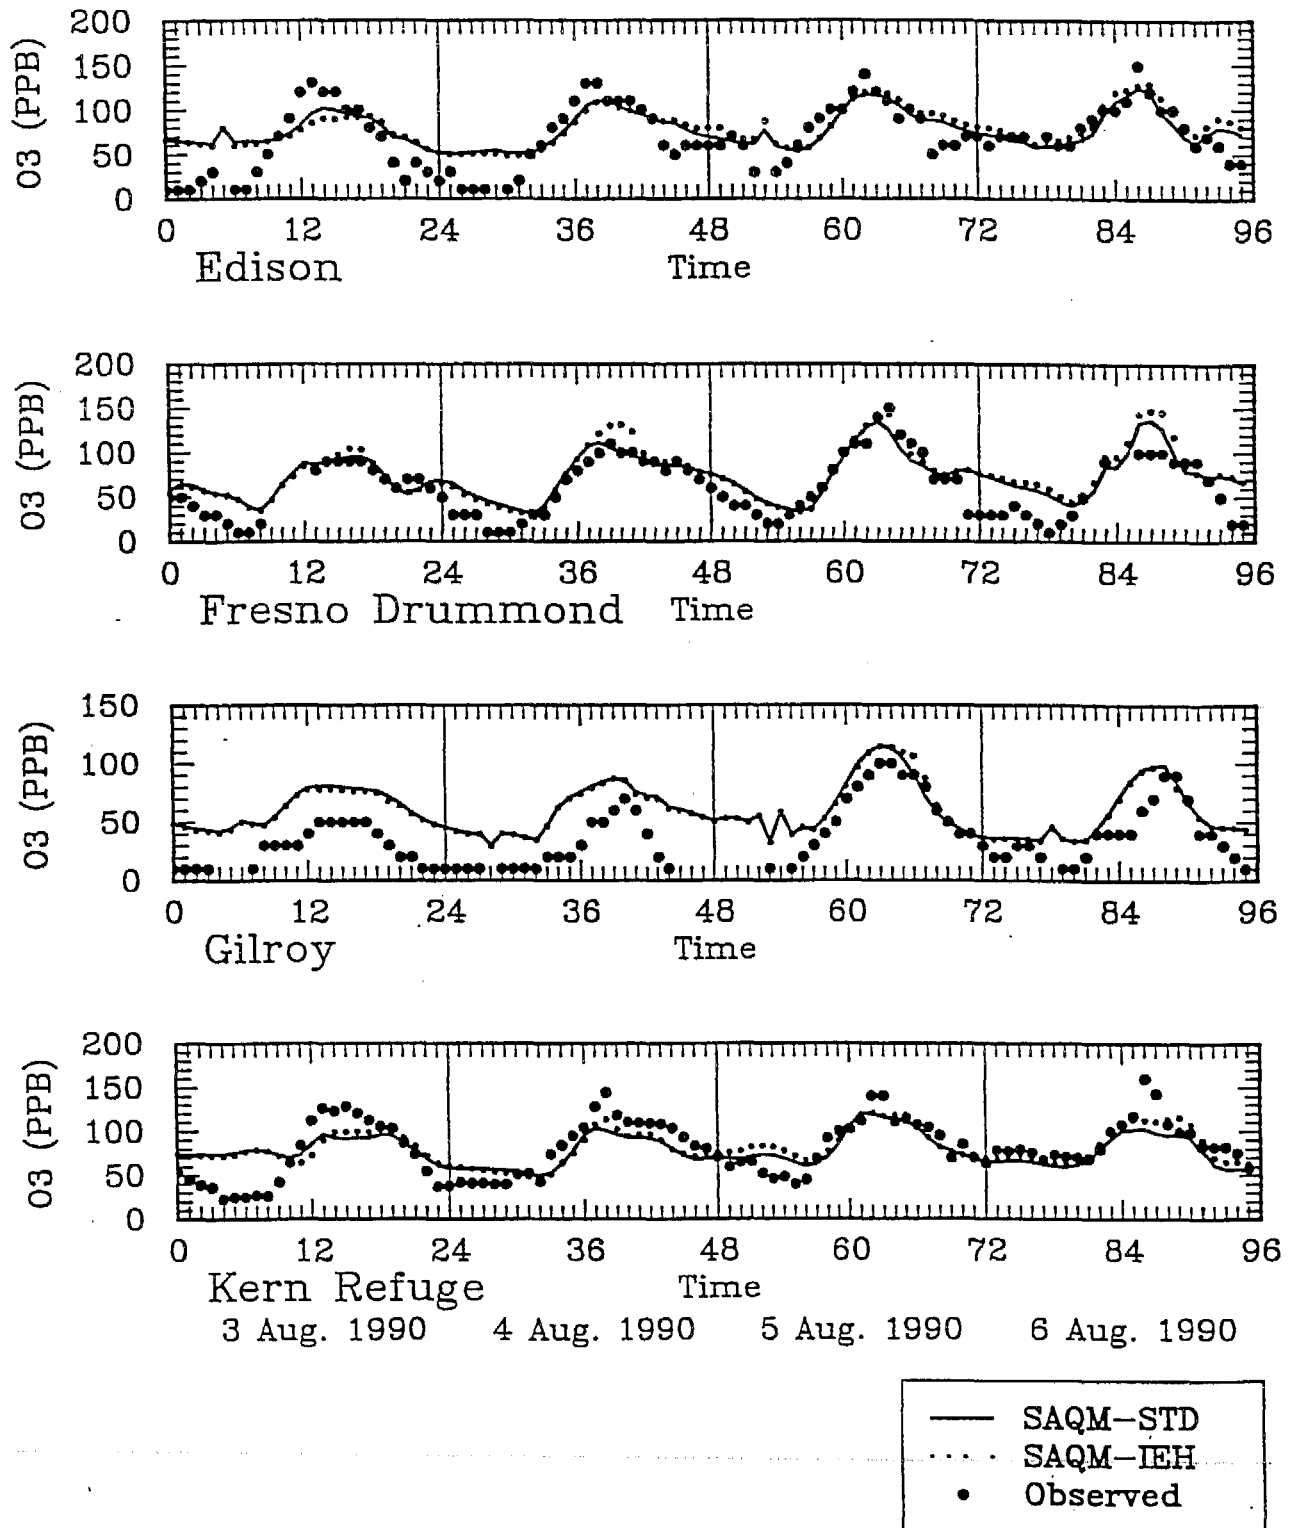 200
150
100
50
0
O3 (PPB)
0 12 24 36 48 60 72 84 96
Edison Time
200
150
100
50
0
O3 (PPB)
0 12 24 36 48 60 72 84 96
Fresno Drummond Time
150
100
50
0
O3 (PPB)
0 12 24 36 48 60 72 84 96
Gilroy Time
200
150
100
50
0
O3 (PPB)
0 12 24 36 48 60 72 84 96
Kern Refuge Time
3 Aug. 1990 4 Aug. 1990 5 Aug. 1990 6 Aug. 1990
SAQM-STD
SAQM-IEH
Observed